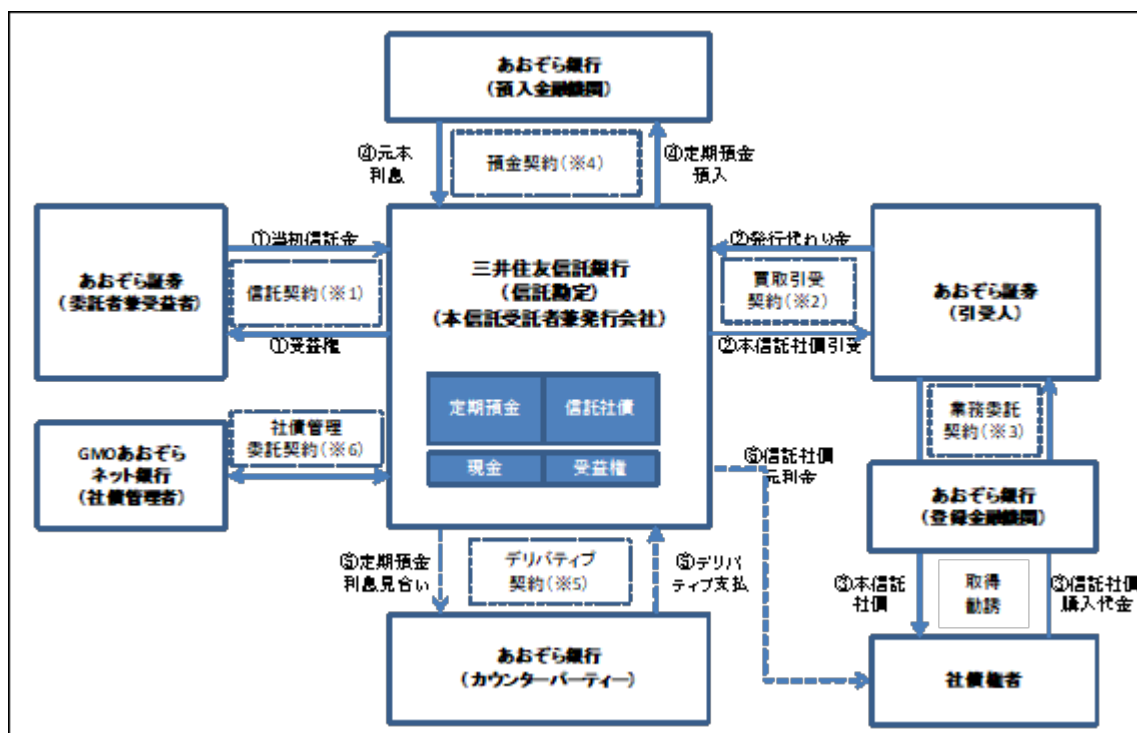 あおぞら銀行
(預入金融機関)
④元本
利息
預金契約(※4)
④定期預金
預入
①当初信託金
あおぞら証券
(委託者兼受益者)
信託契約(※1)
①受益権
三井住友信託銀行
(信託勘定)
(本信託受託者兼発行会社)
②発行代わり金
買取引受
契約(※2)
②本信託社債引受
あおぞら証券
(引受人)
定期預金
信託社債
現金
受益権
GMOあおぞら
ネット銀行
(社債管理者)
社債管理
委託契約(※6)
業務委託
契約(※3)
⑥信託社債
元利金
あおぞら銀行
(登録金融機関)
⑤定期預金
利息見合い
デリバティブ
契約(※5)
⑤デリバ
ティブ支払
③本信託
社債
取得
勧誘
③信託社債
購入代金
あおぞら銀行
(カウンターパーティー)
社債権者